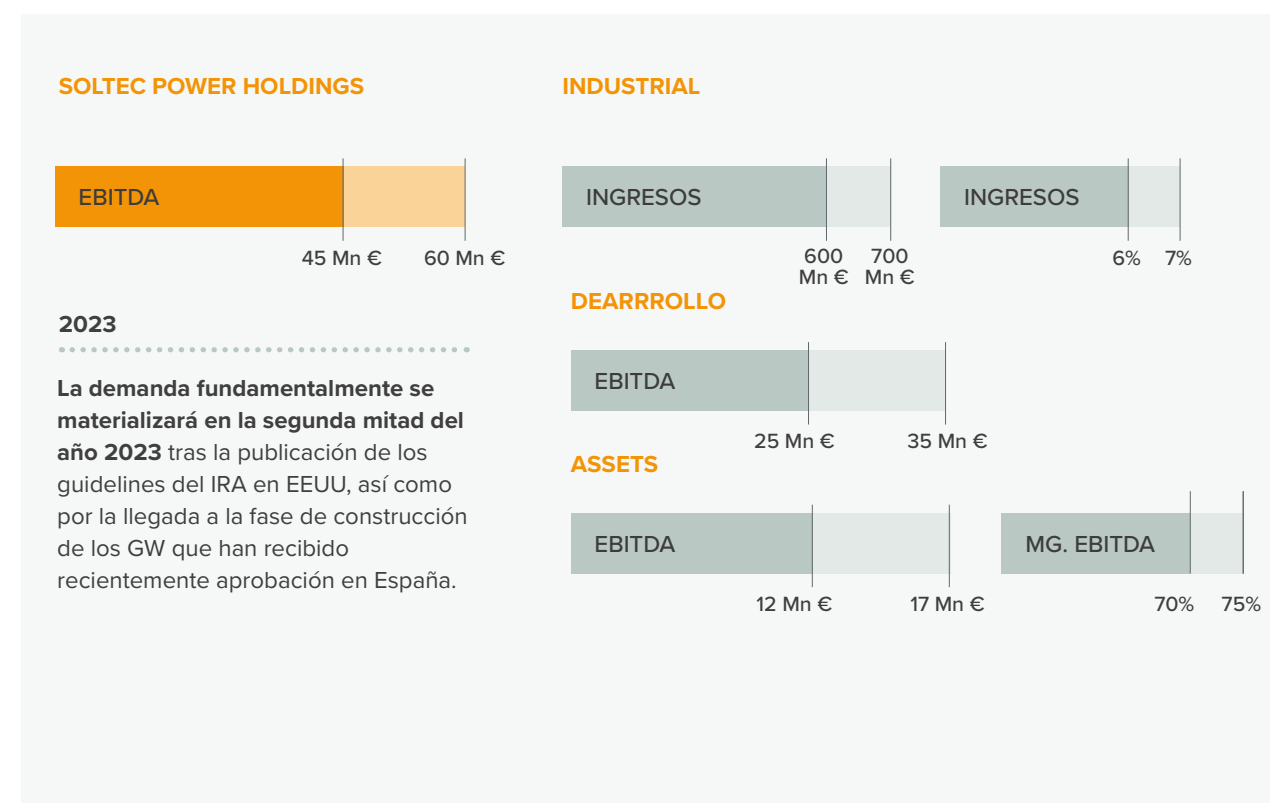 SOLTEC POWER HOLDINGS
EBITDA
45 Mn €
60 Mn €
2023
La demanda fundamentalmente se
materializará en la segunda mitad del
año 2023 tras la publicación de los
guidelines del IRA en EEUU, así como
por la llegada a la fase de construcción
de los GW que han recibido
recientemente aprobación en España.
INDUSTRIAL
INGRESOS
600
Mn €
700
Mn €
INGRESOS
6%
7%
DEARRROLLO
EBITDA
25 Mn €
35 Mn €
ASSETS
EBITDA
12 Mn €
17 Mn €
MG. EBITDA
70%
75%